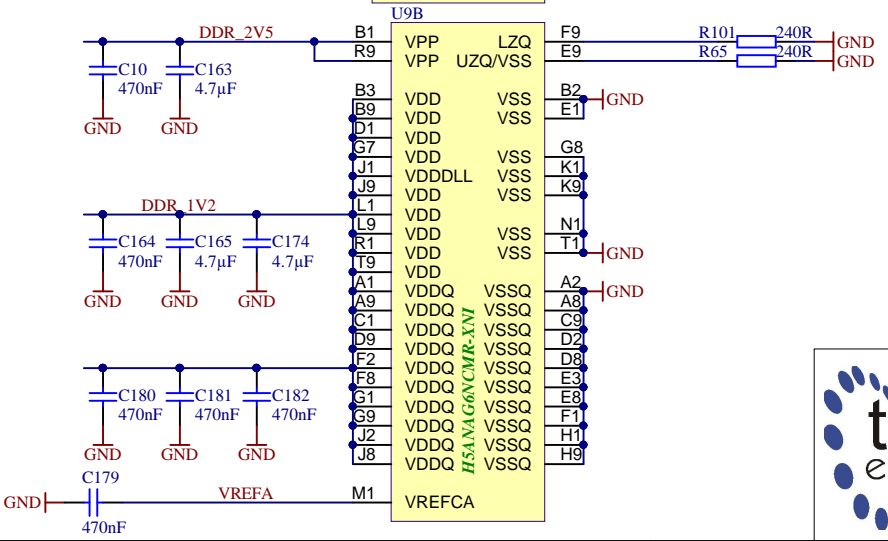 U9B
DDR_2V5 B1 VPP LZQ F9 R101 240R GND
R9 VPP UZQ/VSS E9 R65 240R GND
C10 C163
470nF 4.7µF
GND GND
B3 VDD VSS B2 GND
B9 VDD VSS E1
D1 VDD
G7 VDD VSS G8
J1 VDDDLL VSS K1
J9 VDD VSS K9
DDR_1V2 L1 VDD
L9 VDD VSS N1
R1 VDD VSS T1 GND
T9 VDD
C164 C165 C174
470nF 4.7µF 4.7µF
GND GND GND
A1 VDDQ VSSQ A2 GND
A9 VDDQ VSSQ A8
C1 VDDQ VSSQ C9
D9 VDDQ VSSQ D2
F2 VDDQ VSSQ D8
F8 VDDQ VSSQ E3
G1 VDDQ VSSQ E8
G9 VDDQ VSSQ F1
J2 VDDQ VSSQ H1
J8 VDDQ VSSQ H9
H5ANAG6NCMR-XNI
C180 C181 C182
470nF 470nF 470nF
GND GND GND
C179
GND VREFA M1 VREFCA
470nF
t
e